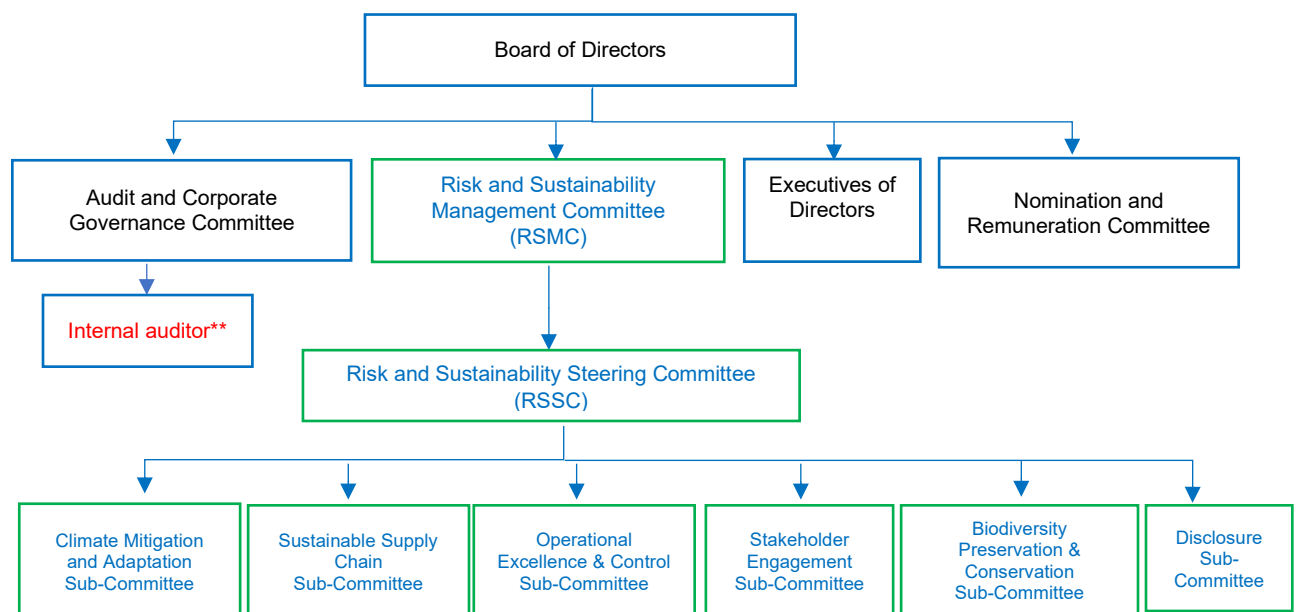 Board of Directors
Audit and Corporate
Governance Committee
Risk and Sustainability
Management Committee
(RSMC)
Executives of
Directors
Nomination and
Remuneration Committee
Internal auditor**
Risk and Sustainability Steering Committee
(RSSC)
Climate Mitigation
and Adaptation
Sub-Committee
Sustainable Supply
Chain
Sub-Committee
Operational
Excellence & Control
Sub-Committee
Stakeholder
Engagement
Sub-Committee
Biodiversity
Preservation &
Conservation
Sub-Committee
Disclosure
Sub-
Committee